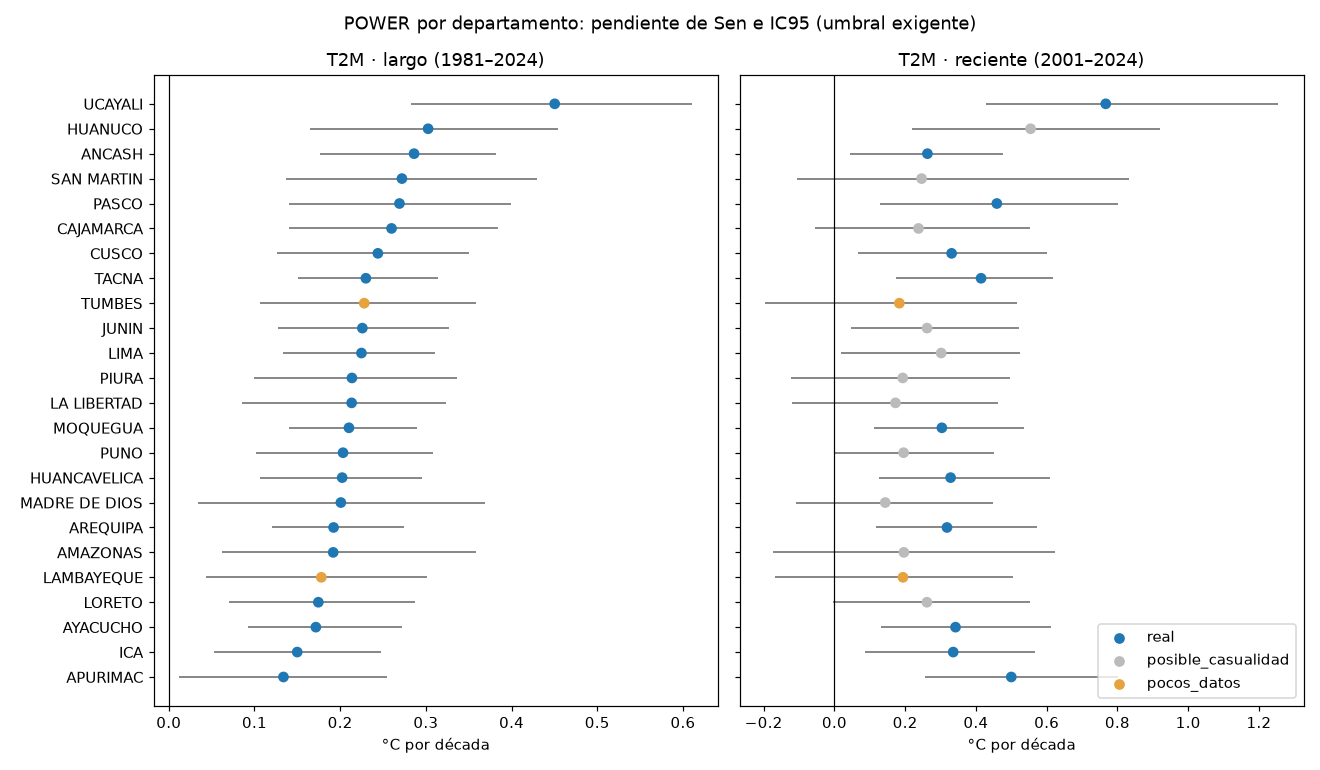 POWER por departamento: pendiente de Sen e IC95 (umbral exigente)
T2M · largo (1981–2024)
T2M · reciente (2001–2024)
UCAYALI
HUANUCO
ANCASH
SAN MARTIN
PASCO
CAJAMARCA
CUSCO
TACNA
TUMBES
JUNIN
LIMA
PIURA
LA LIBERTAD
MOQUEGUA
PUNO
HUANCAVELICA
MADRE DE DIOS
AREQUIPA
AMAZONAS
LAMBAYEQUE
LORETO
AYACUCHO
ICA
APURIMAC
real
posible_casualidad
pocos_datos
0.0 0.1 0.2 0.3 0.4 0.5 0.6
−0.2 0.0 0.2 0.4 0.6 0.8 1.0 1.2
°C por década
°C por década